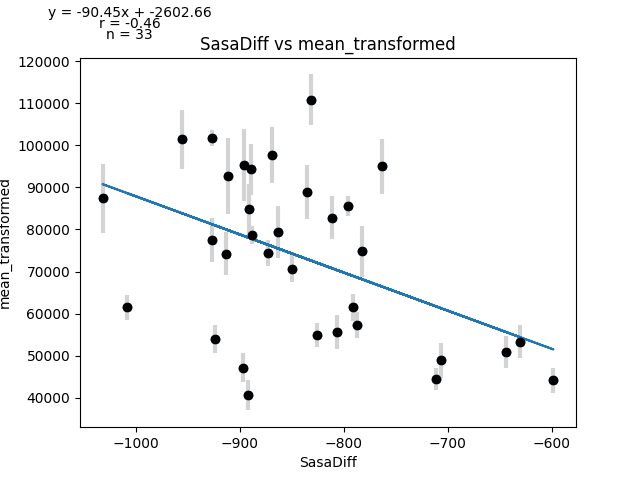 y = -90.45x + -2602.66
r = -0.46
n = 33
SasaDiff vs mean_transformed
120000
110000
100000
90000
80000
70000
60000
50000
40000
mean_transformed
−1000
−900
−800
−700
−600
SasaDiff